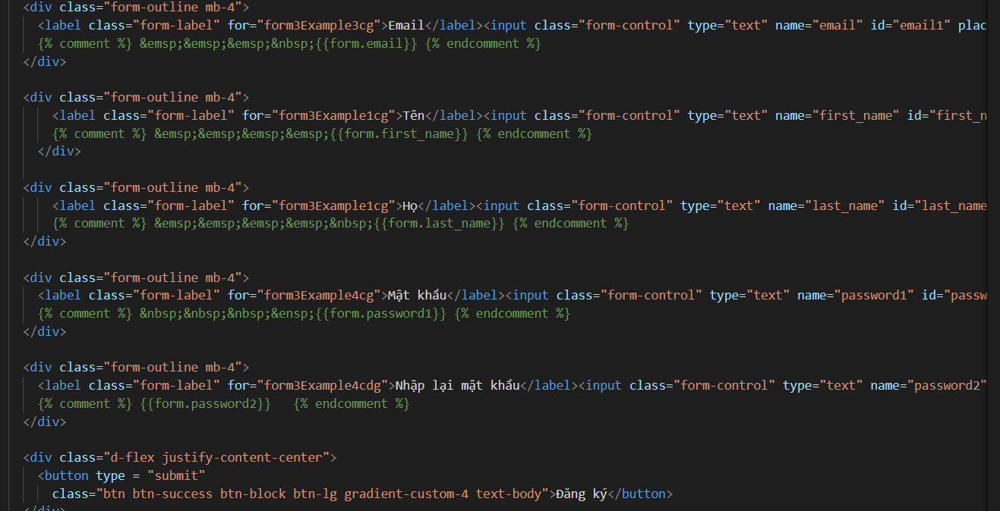 <div class="form-outline mb-4">
<label class="form-label" for="form3Example3cg">Email</label><input class="form-control" type="text" name="email" id="email1" plac
{% comment %} &emsp;&emsp;&emsp;&nbsp;{{form.email}} {% endcomment %}
</div>
<div class="form-outline mb-4">
<label class="form-label" for="form3Example1cg">Tên</label><input class="form-control" type="text" name="first_name" id="first_n
{% comment %} &emsp;&emsp;&emsp;&emsp;{{form.first_name}} {% endcomment %}
</div>
<div class="form-outline mb-4">
<label class="form-label" for="form3Example1cg">Họ</label><input class="form-control" type="text" name="last_name" id="last_name
{% comment %} &emsp;&emsp;&emsp;&emsp;&nbsp;{{form.last_name}} {% endcomment %}
</div>
<div class="form-outline mb-4">
<label class="form-label" for="form3Example4cg">Mật khẩu</label><input class="form-control" type="text" name="password1" id="passw
{% comment %} &nbsp;&nbsp;&nbsp;&ensp;{{form.password1}} {% endcomment %}
</div>
<div class="form-outline mb-4">
<label class="form-label" for="form3Example4cdg">Nhập lại mật khẩu</label><input class="form-control" type="text" name="password2"
{% comment %} {{form.password2}}   {% endcomment %}
</div>
<div class="d-flex justify-content-center">
<button type = "submit"
class="btn btn-success btn-block btn-lg gradient-custom-4 text-body">Đăng ký</button>
</div>